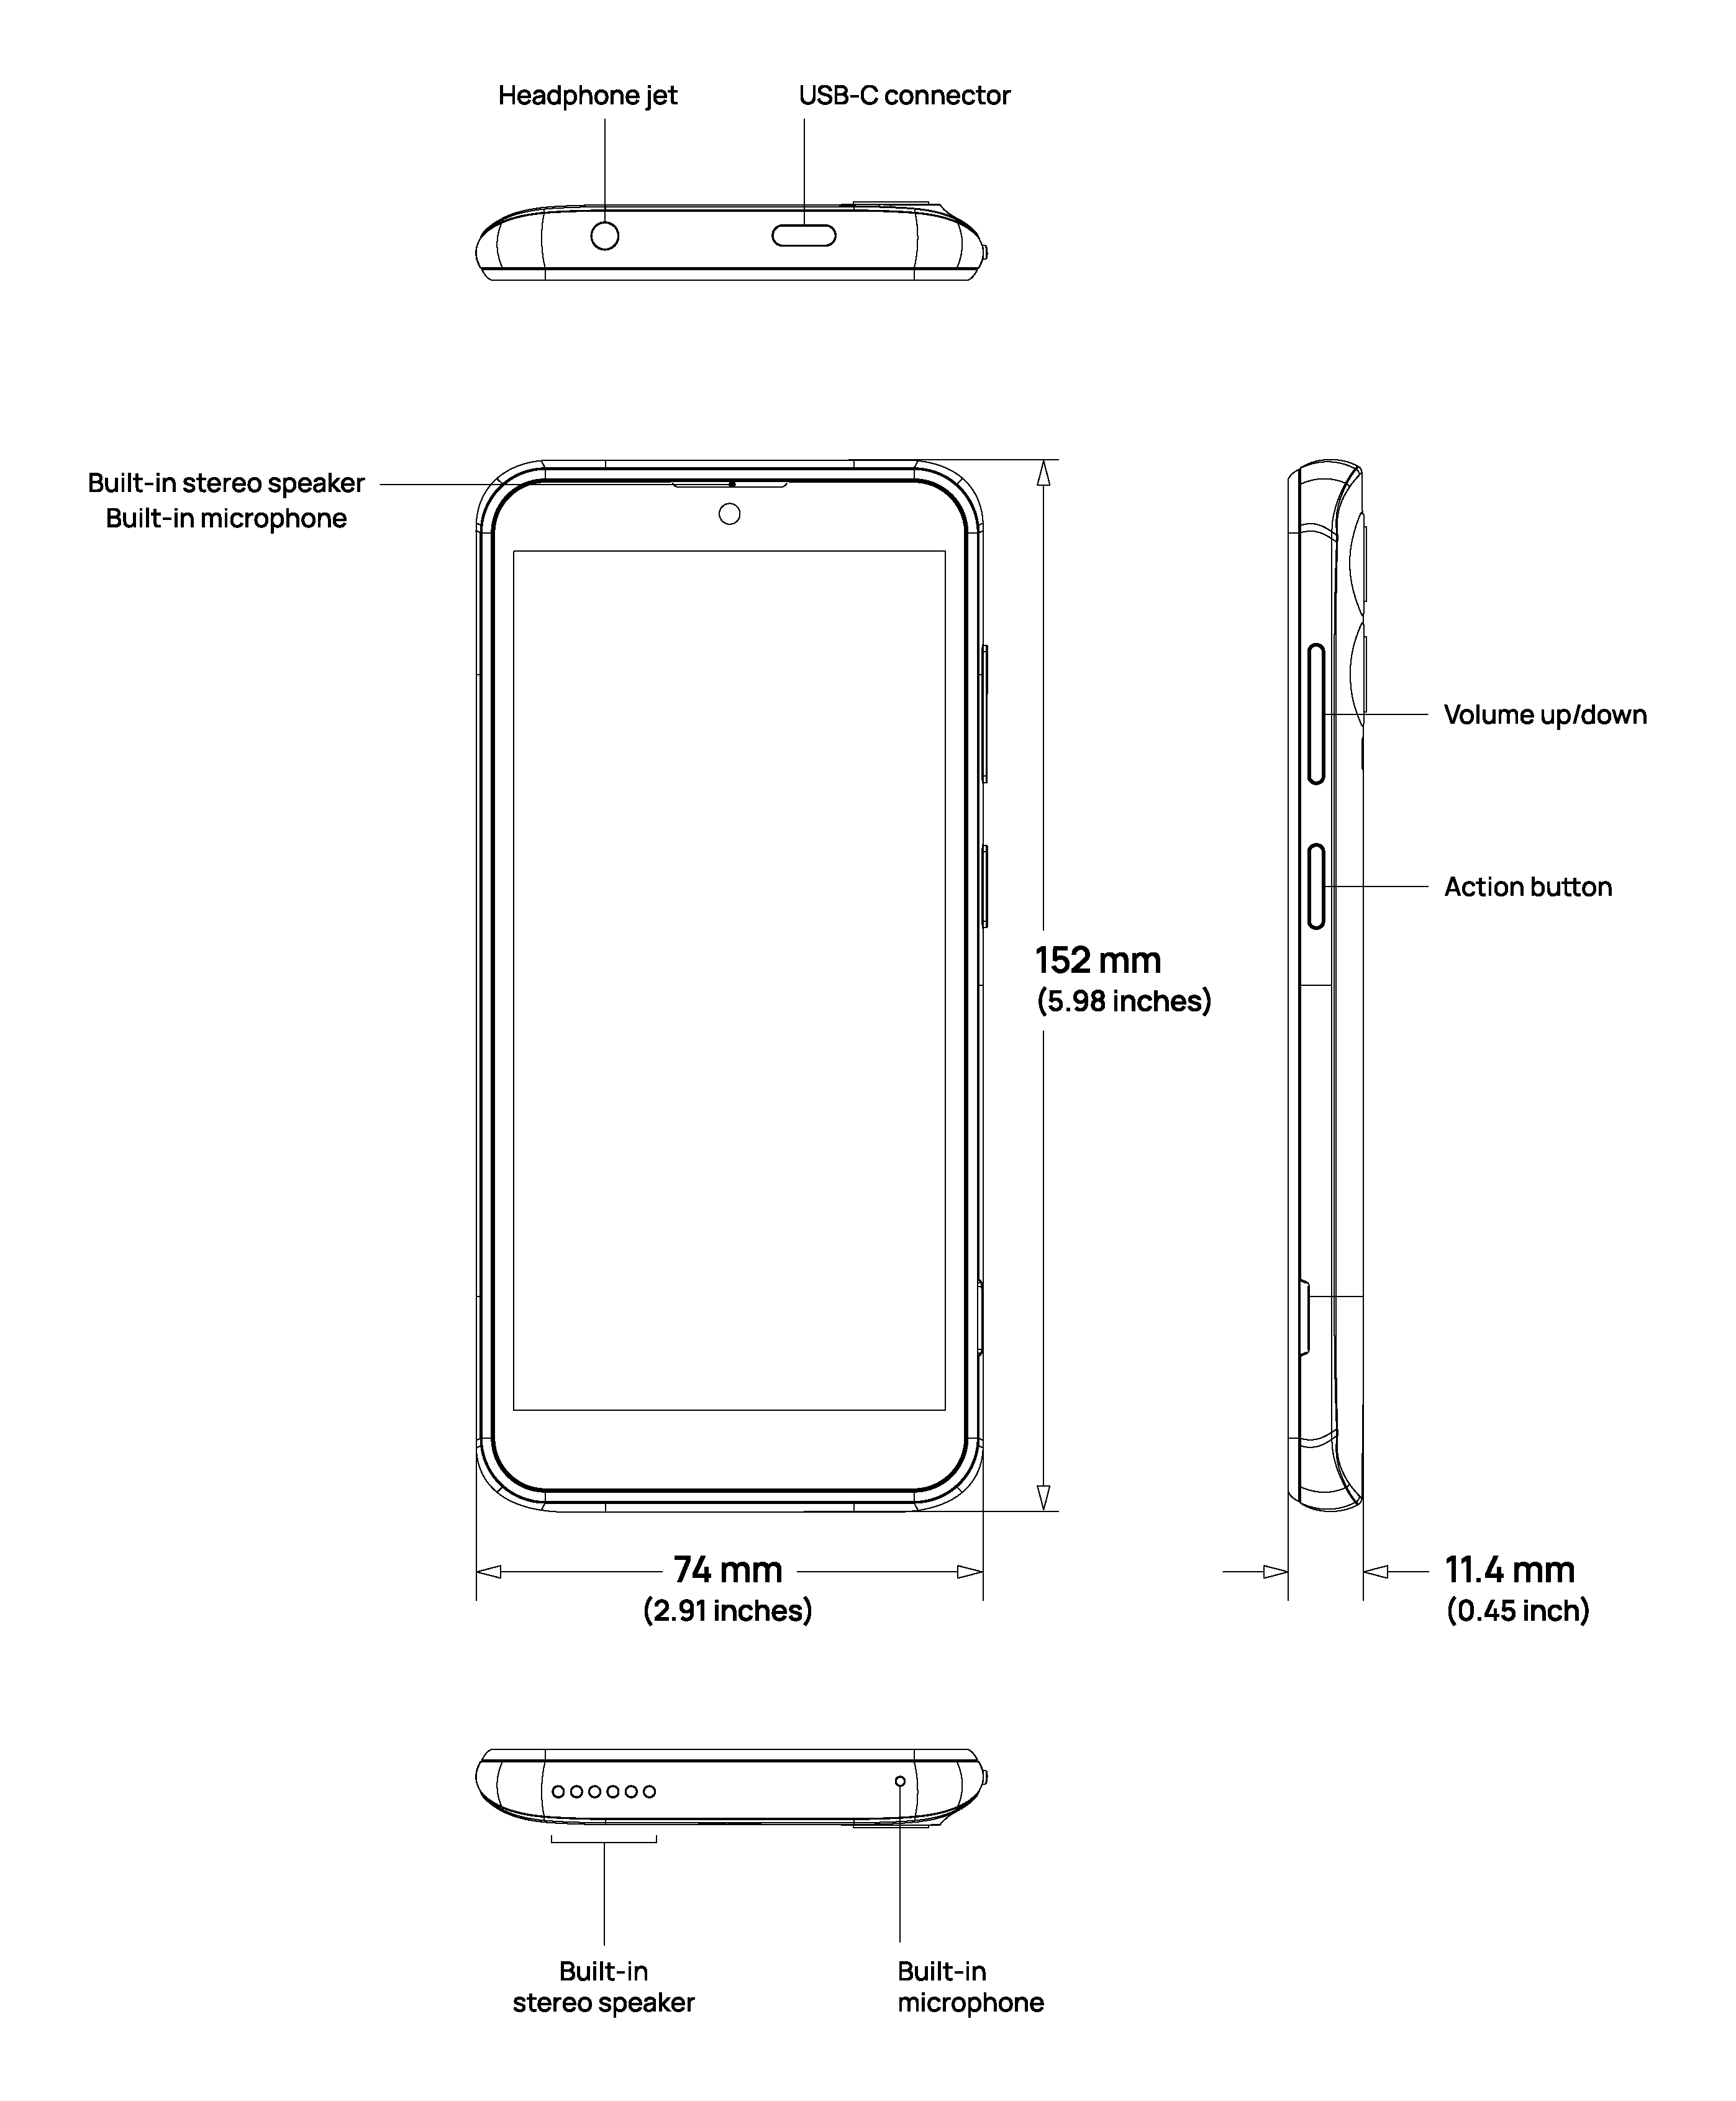 Headphone jet
USB-C connector
Built-in stereo speaker
Built-in microphone
Volume up/down
Action button
152 mm
(5.98 inches)
74 mm
(2.91 inches)
11.4 mm
(0.45 inch)
Built-in
stereo speaker
Built-in
microphone